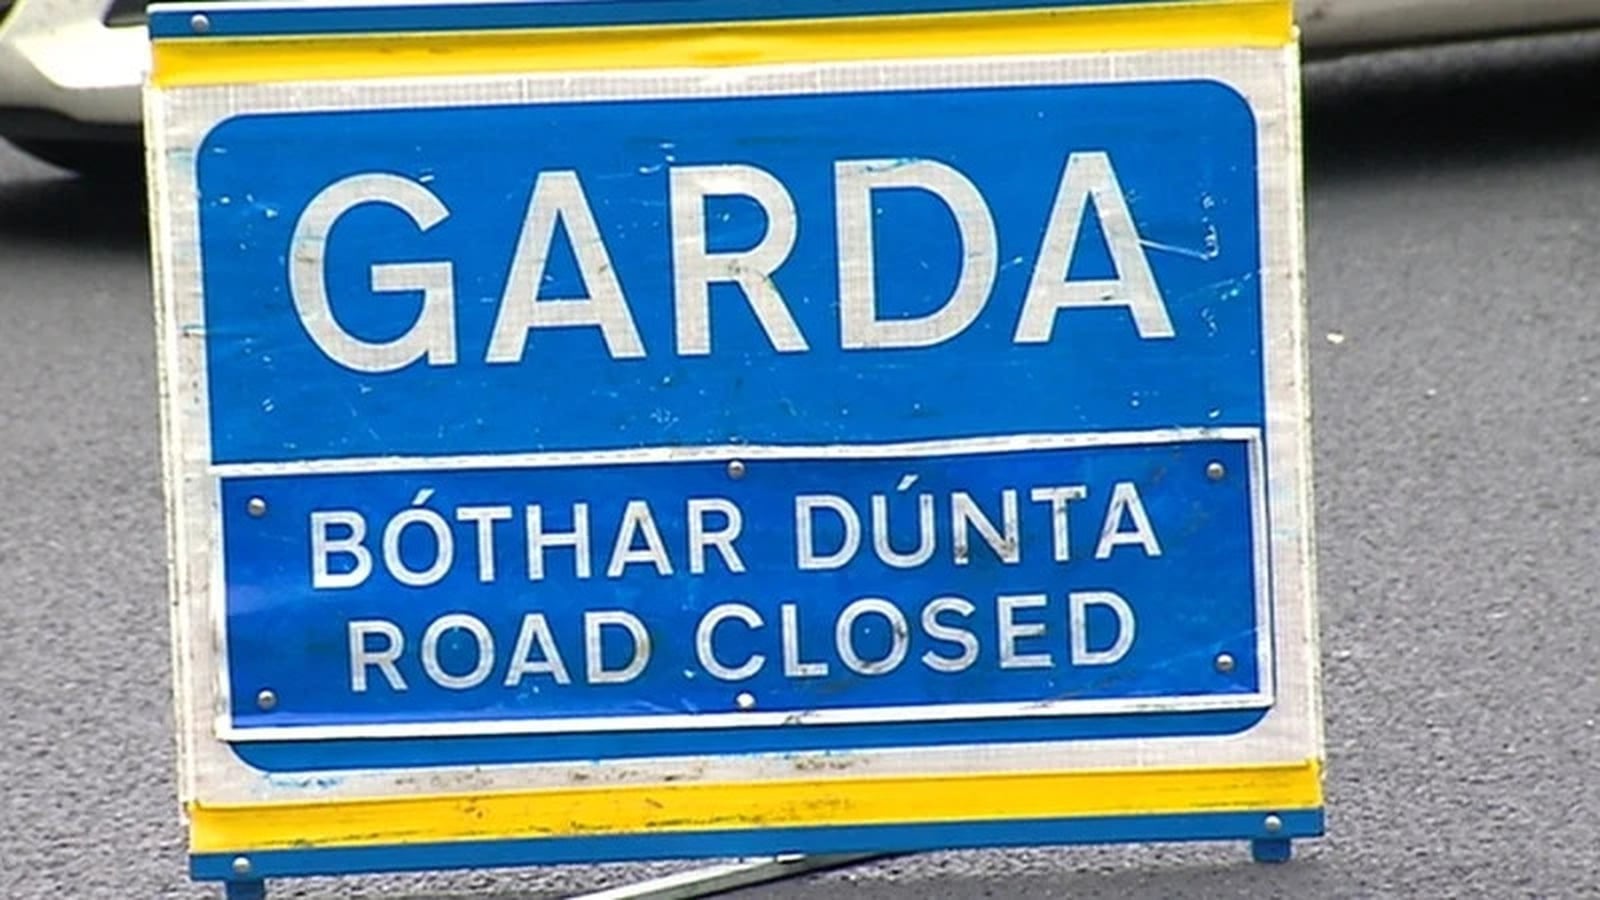 GARDA
BÓTHAR DÚNTA
ROAD CLOSED